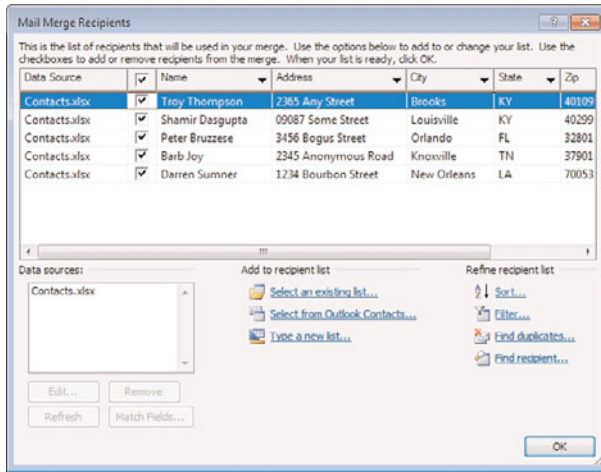 Mail Merge Recipients
This is the list of recipients that will be used in your merge. Use the options below to add to or change your list. Use the
checkboxes to add or remove recipients from the merge. When your list is ready, click OK.
Data Source Name Address City State Zip
Contacts.xlsx Troy Thompson 2365 Any Street Brooks KY 40109
Contacts.xlsx Shamir Dasgupta 09087 Some Street Louisville KY 40299
Contacts.xlsx Peter Bruzzese 3456 Bogus Street Orlando FL 32801
Contacts.xlsx Barb Joy 2345 Anonymous Road Knoxville TN 37901
Contacts.xlsx Darren Sumner 1234 Bourbon Street New Orleans LA 70053
Data sources: Add to recipient list Refine recipient list
Contacts.xlsx Select an existing list... Sort...
Select from Outlook Contacts... Filter...
Type a new list... Find duplicates...
Find recipient...
Edit... Remove
Refresh Match Fields...
OK